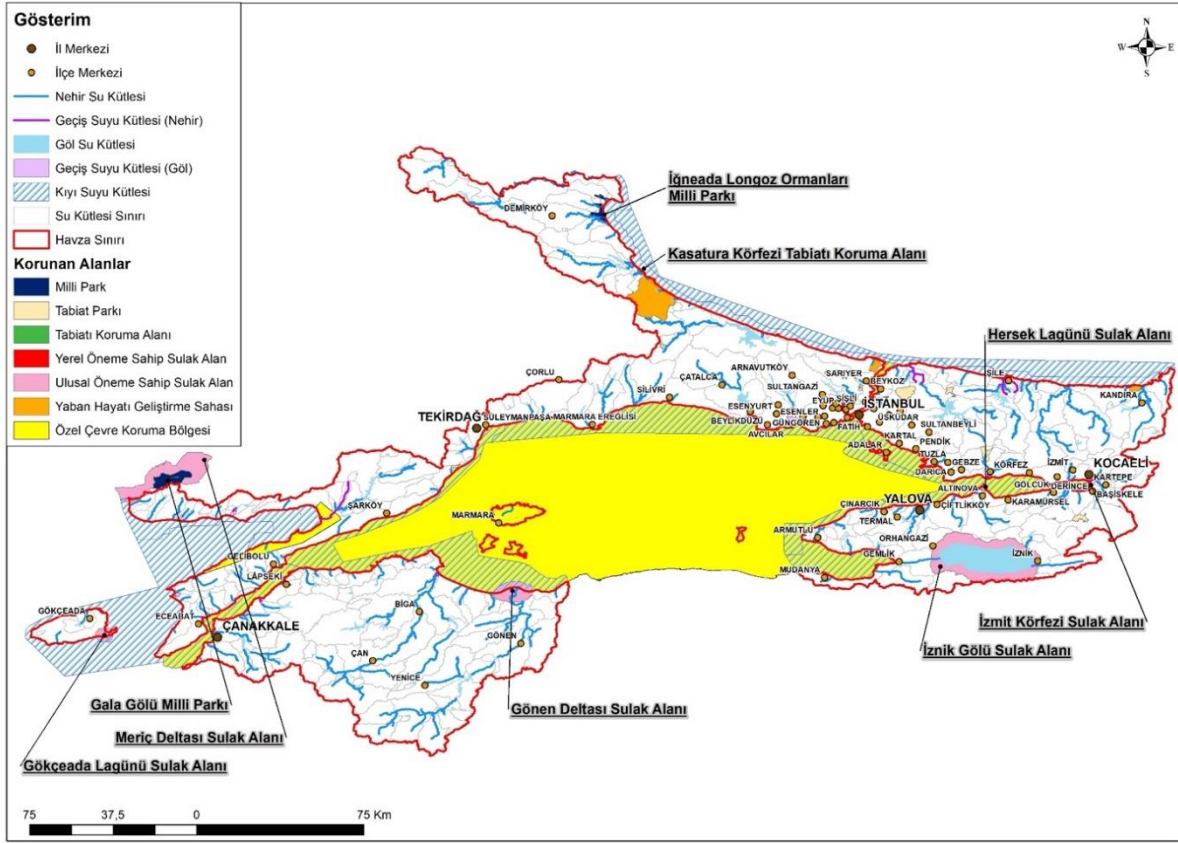 Gösterim
İl Merkezi
İlçe Merkezi
Nehir Su Kütlesi
Geçiş Suyu Kütlesi (Nehir)
Göl Su Kütlesi
Geçiş Suyu Kütlesi (Göl)
Kıyı Suyu Kütlesi
Su Kütlesi Sınırı
Havza Sınırı
Korunan Alanlar
Milli Park
Tabiat Parkı
Tabiatı Koruma Alanı
Yerel Öneme Sahip Sulak Alan
Ulusal Öneme Sahip Sulak Alan
Yaban Hayatı Geliştirme Sahası
Özel Çevre Koruma Bölgesi
N
W E
S
İğneada Longoz Ormanları
Milli Parkı
DEMİRKÖY
Kasatura Körfezi Tabiatı Koruma Alanı
Hersek Lagünü Sulak Alanı
ÇORLU
SİLİVRİ
ÇATALCA
ARNAVUTKÖY
SULTANGAZİ
SARIYER
BEYKOZ
ŞİLE
KANDIRA
TEKİRDAĞ
SÜLEYMANPAŞA
MARMARA EREĞLİSİ
ESENYURT
BEYLİKDÜZÜ
AVCILAR
ESENLER
GÜNGÖREN
EYÜP
ŞİŞLİ
FATİH
İSTANBUL
ÜSKÜDAR
SULTANBEYLİ
KARTAL
PENDİK
ADALAR
TUZLA
GEBZE
DARICA
KÖRFEZ
İZMİT
KOCAELİ
KARTEPE
GÖLCÜK
DERİNCE
BAŞİSKELE
KARAMÜRSEL
ALTINOVA
YALOVA
ÇİFTLİKKÖY
ÇINARCIK
TERMAL
ARMUTLU
ORHANGAZİ
GEMLİK
İZNİK
MUDANYA
ŞARKÖY
MARMARA
GELİBOLU
LAPSEKİ
GÖKÇEADA
ECEABAT
ÇANAKKALE
BİGA
GÖNEN
ÇAN
YENİCE
İzmit Körfezi Sulak Alanı
İznik Gölü Sulak Alanı
Gala Gölü Milli Parkı
Gönen Deltası Sulak Alanı
Meriç Deltası Sulak Alanı
Gökçeada Lagünü Sulak Alanı
75 37,5 0 75 Km